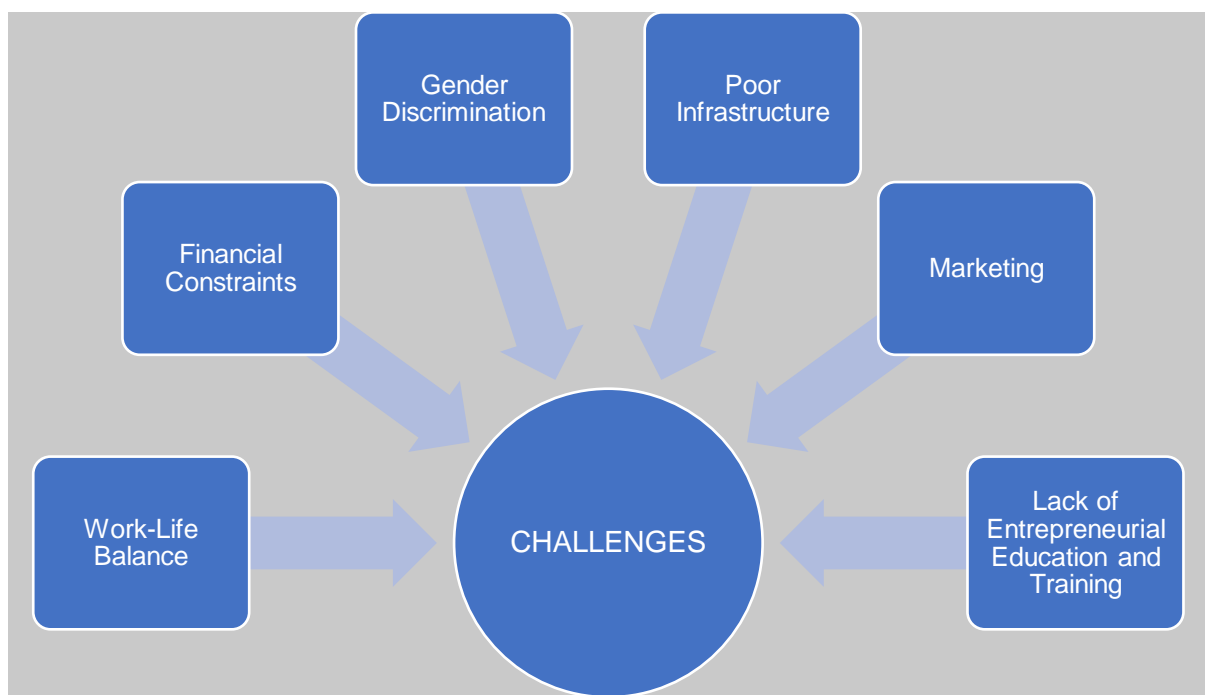 Gender
Discrimination
Poor
Infrastructure
Financial
Constraints
Marketing
Work-Life
Balance
CHALLENGES
Lack of
Entrepreneurial
Education and
Training